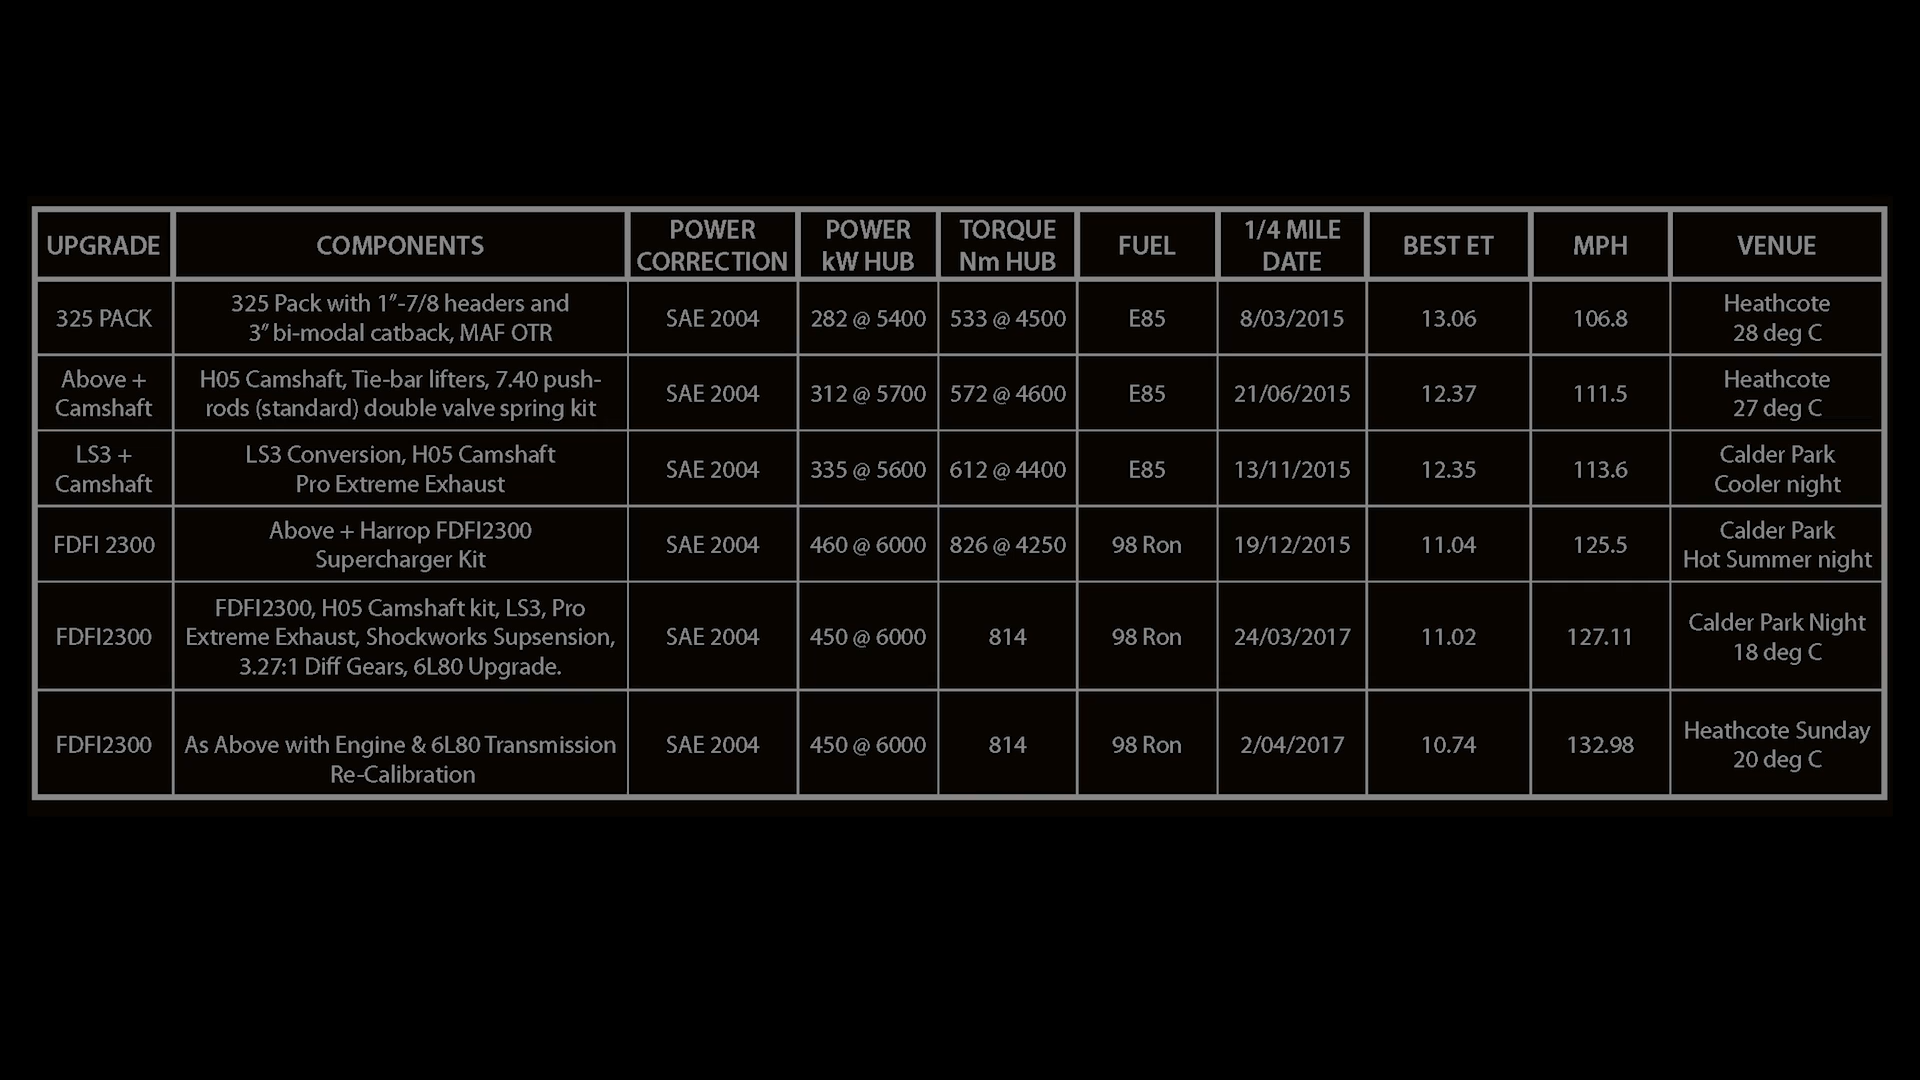 UPGRADE
COMPONENTS
POWER
CORRECTION
POWER
kW HUB
TORQUE
Nm HUB
FUEL
1/4 MILE
DATE
BEST ET
MPH
VENUE
325 PACK
325 Pack with 1”-7/8 headers and
3” bi-modal catback, MAF OTR
SAE 2004
282 @ 5400
533 @ 4500
E85
8/03/2015
13.06
106.8
Heathcote
28 deg C
Above +
Camshaft
H05 Camshaft, Tie-bar lifters, 7.40 push-
rods (standard) double valve spring kit
SAE 2004
312 @ 5700
572 @ 4600
E85
21/06/2015
12.37
111.5
Heathcote
27 deg C
LS3 +
Camshaft
LS3 Conversion, H05 Camshaft
Pro Extreme Exhaust
SAE 2004
335 @ 5600
612 @ 4400
E85
13/11/2015
12.35
113.6
Calder Park
Cooler night
FDFI 2300
Above + Harrop FDFI2300
Supercharger Kit
SAE 2004
460 @ 6000
826 @ 4250
98 Ron
19/12/2015
11.04
125.5
Calder Park
Hot Summer night
FDFI2300
FDFI2300, H05 Camshaft kit, LS3, Pro
Extreme Exhaust, Shockworks Supsension,
3.27:1 Diff Gears, 6L80 Upgrade.
SAE 2004
450 @ 6000
814
98 Ron
24/03/2017
11.02
127.11
Calder Park Night
18 deg C
FDFI2300
As Above with Engine & 6L80 Transmission
Re-Calibration
SAE 2004
450 @ 6000
814
98 Ron
2/04/2017
10.74
132.98
Heathcote Sunday
20 deg C